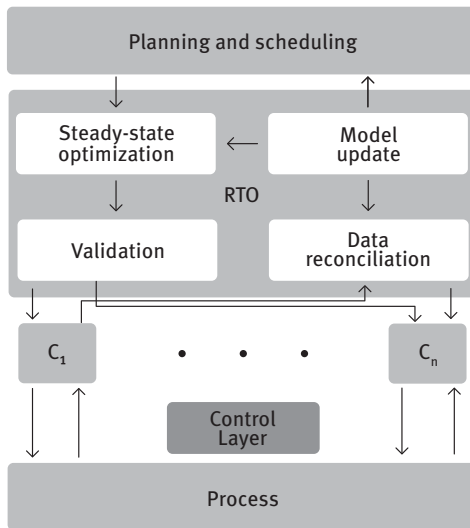 Planning and scheduling
Steady-state
optimization
Model
update
RTO
Validation
Data
reconciliation
C₁
Cₙ
Control
Layer
Process